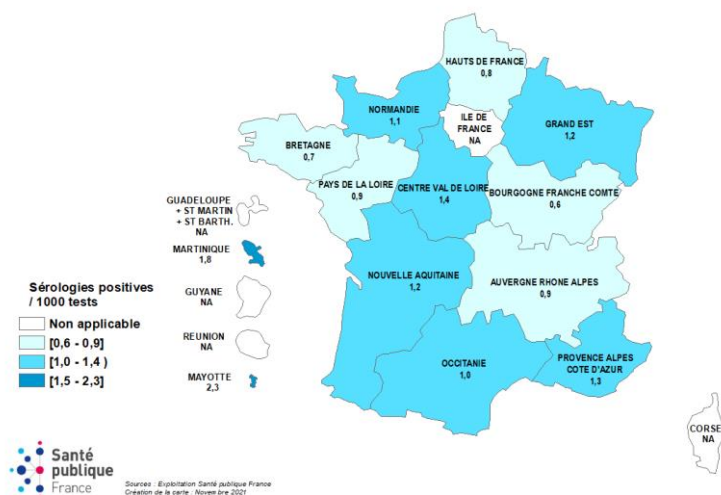 HAUTS DE FRANCE
0,8
NORMANDIE
1,1
ILE DE
FRANCE
NA
GRAND EST
1,2
BRETAGNE
0,7
PAYS DE LA LOIRE
0,9
CENTRE VAL DE LOIRE
1,4
BOURGOGNE FRANCHE COMTE
0,6
GUADELOUPE
+ ST MARTIN
+ ST BARTH.
NA
MARTINIQUE
1,8
GUYANE
NA
REUNION
NA
MAYOTTE
2,3
NOUVELLE AQUITAINE
1,2
AUVERGNE RHONE ALPES
0,9
OCCITANIE
1,0
PROVENCE ALPES
COTE D'AZUR
1,3
CORSE
NA
Sérologies positives
/ 1000 tests
Non applicable
[0,6 - 0,9]
[1,0 - 1,4 )
[1,5 - 2,3]
Santé
publique
France
Sources : Exploitation Santé publique France
Création de la carte : Novembre 2021